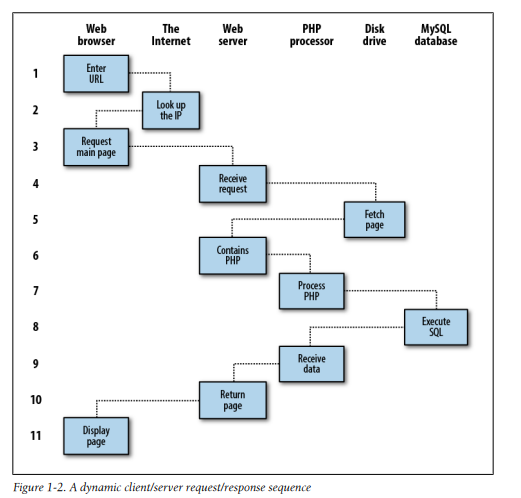 Web browser
The Internet
Web server
PHP processor
Disk drive
MySQL database
1
Enter
URL
2
Look up
the IP
3
Request
main page
4
Receive
request
5
Fetch
page
6
Contains
PHP
7
Process
PHP
8
Execute
SQL
9
Receive
data
10
Return
page
11
Display
page
Figure 1-2. A dynamic client/server request/response sequence